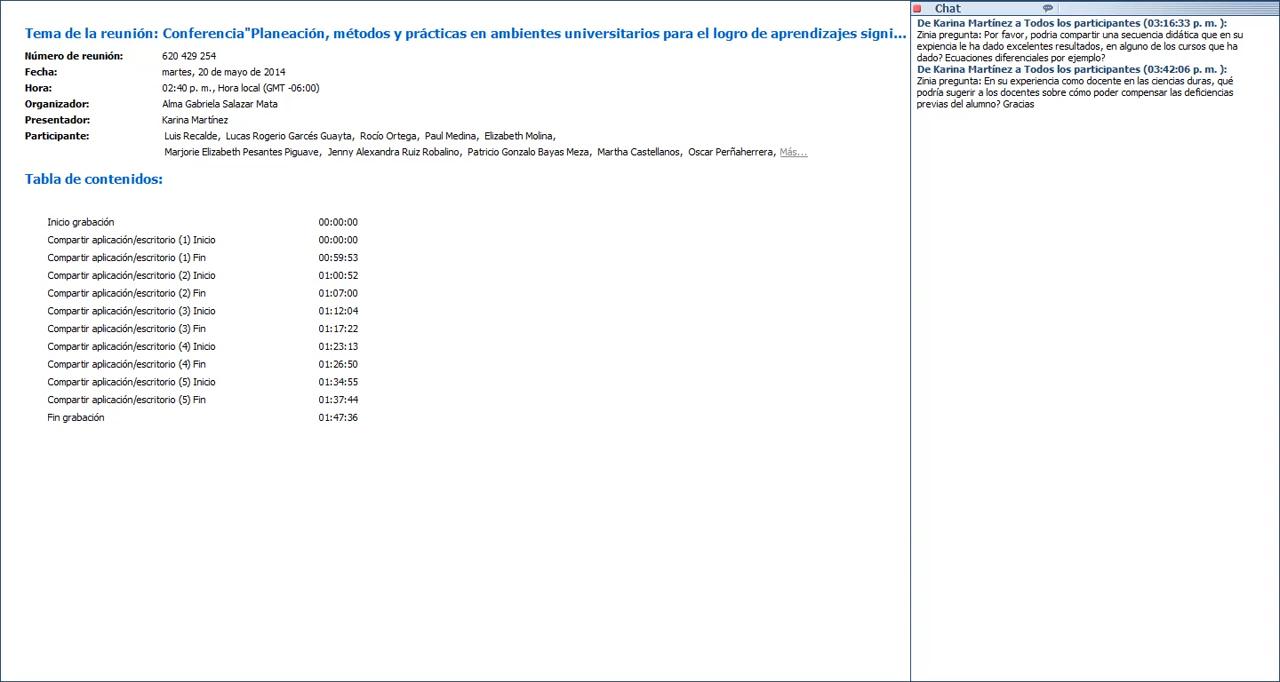 Tema de la reunión: Conferencia"Planeación, métodos y prácticas en ambientes universitarios para el logro de aprendizajes signi...
Número de reunión: 620 429 254
Fecha: martes, 20 de mayo de 2014
Hora: 02:40 p. m., Hora local (GMT -06:00)
Organizador: Alma Gabriela Salazar Mata
Presentador: Karina Martínez
Participante: Luis Recalde, Lucas Rogerio Garcés Guayta, Rocío Ortega, Paul Medina, Elizabeth Molina,
Marjorie Elizabeth Pesantes Piguave, Jenny Alexandra Ruiz Robalino, Patricio Gonzalo Bayas Meza, Martha Castellanos, Oscar Perñaherrera, Más...
Tabla de contenidos:
Inicio grabación 00:00:00
Compartir aplicación/escritorio (1) Inicio 00:00:00
Compartir aplicación/escritorio (1) Fin 00:59:53
Compartir aplicación/escritorio (2) Inicio 01:00:52
Compartir aplicación/escritorio (2) Fin 01:07:00
Compartir aplicación/escritorio (3) Inicio 01:12:04
Compartir aplicación/escritorio (3) Fin 01:17:22
Compartir aplicación/escritorio (4) Inicio 01:23:13
Compartir aplicación/escritorio (4) Fin 01:26:50
Compartir aplicación/escritorio (5) Inicio 01:34:55
Compartir aplicación/escritorio (5) Fin 01:37:44
Fin grabación 01:47:36
Chat
De Karina Martínez a Todos los participantes (03:16:33 p. m. ):
Zinia pregunta: Por favor, podria compartir una secuencia didática que en su
expiencia le ha dado excelentes resultados, en alguno de los cursos que ha
dado? Ecuaciones diferenciales por ejemplo?
De Karina Martínez a Todos los participantes (03:42:06 p. m. ):
Zinia pregunta: En su experiencia como docente en las ciencias duras, qué
podría sugerir a los docentes sobre cómo poder compensar las deficiencias
previas del alumno? Gracias